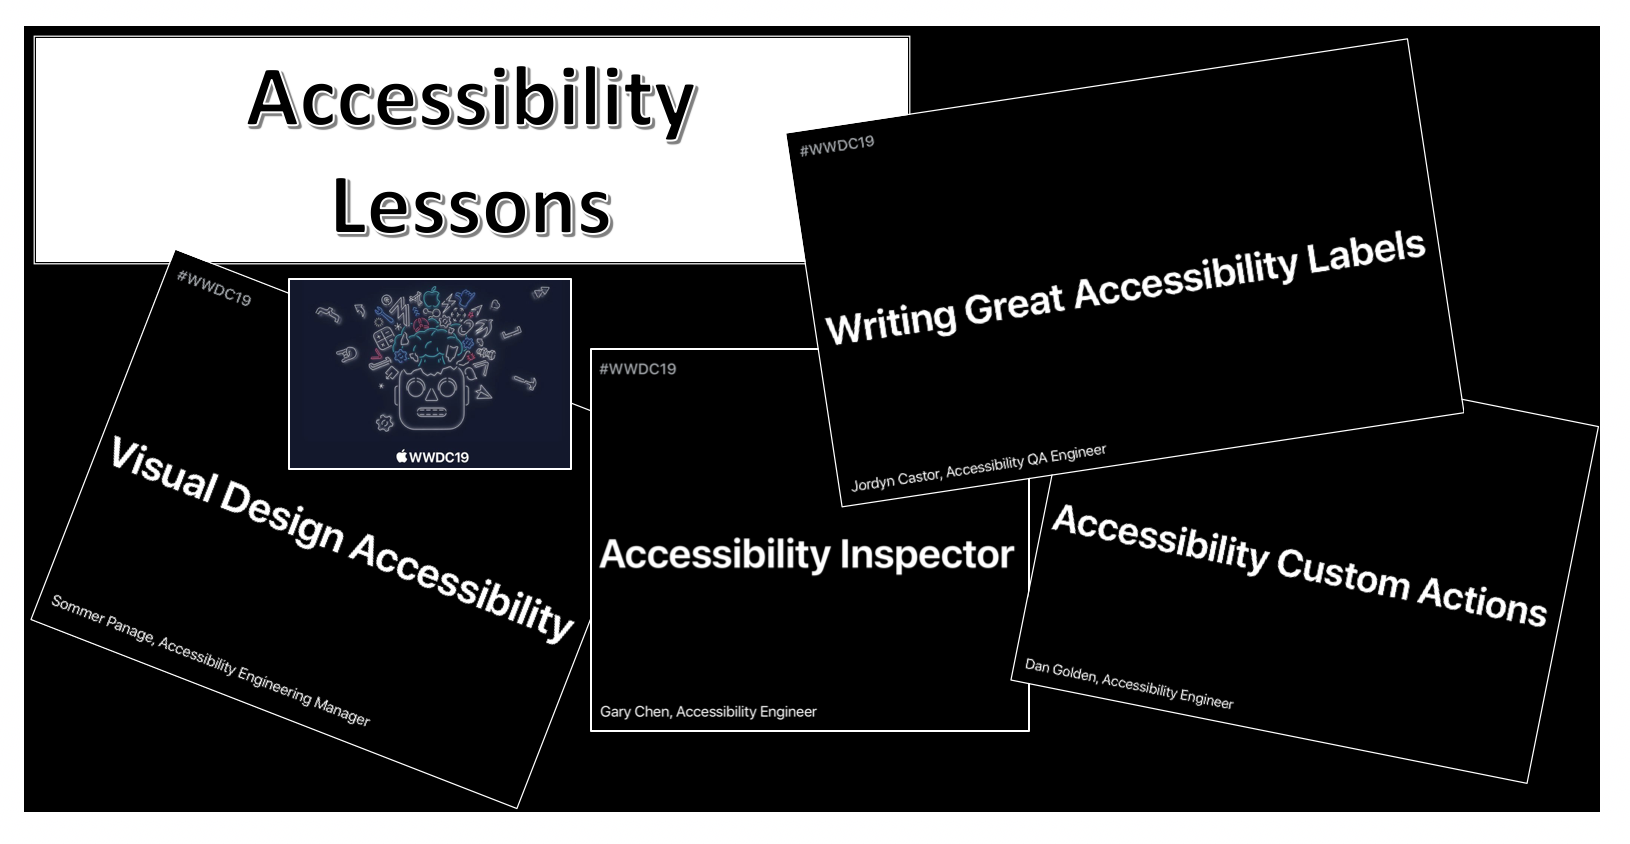 Accessibility
Lessons
#WWDC19
Writing Great Accessibility Labels
Jordyn Castor, Accessibility QA Engineer
#WWDC19
Visual Design Accessibility
Sommer Panage, Accessibility Engineering Manager
WWDC19
#WWDC19
Accessibility Inspector
Gary Chen, Accessibility Engineer
Accessibility Custom Actions
Dan Golden, Accessibility Engineer